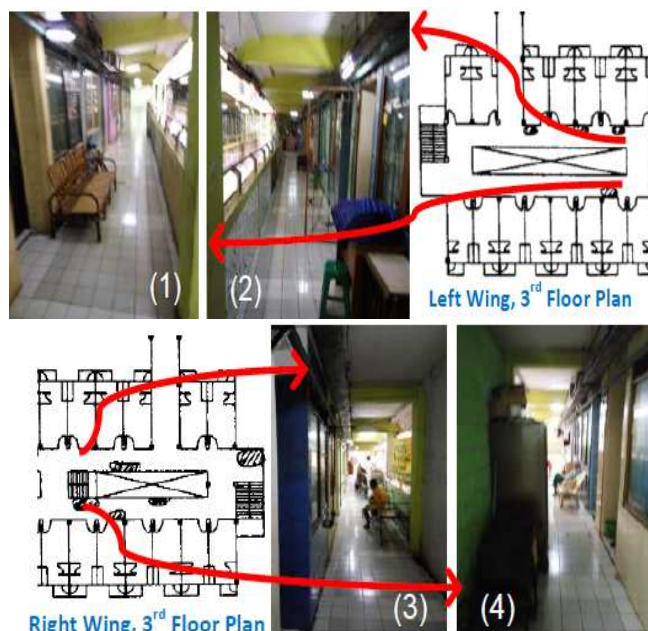 (1)
(2)
Left Wing, 3rd Floor Plan
Right Wing, 3rd Floor Plan
(3)
(4)